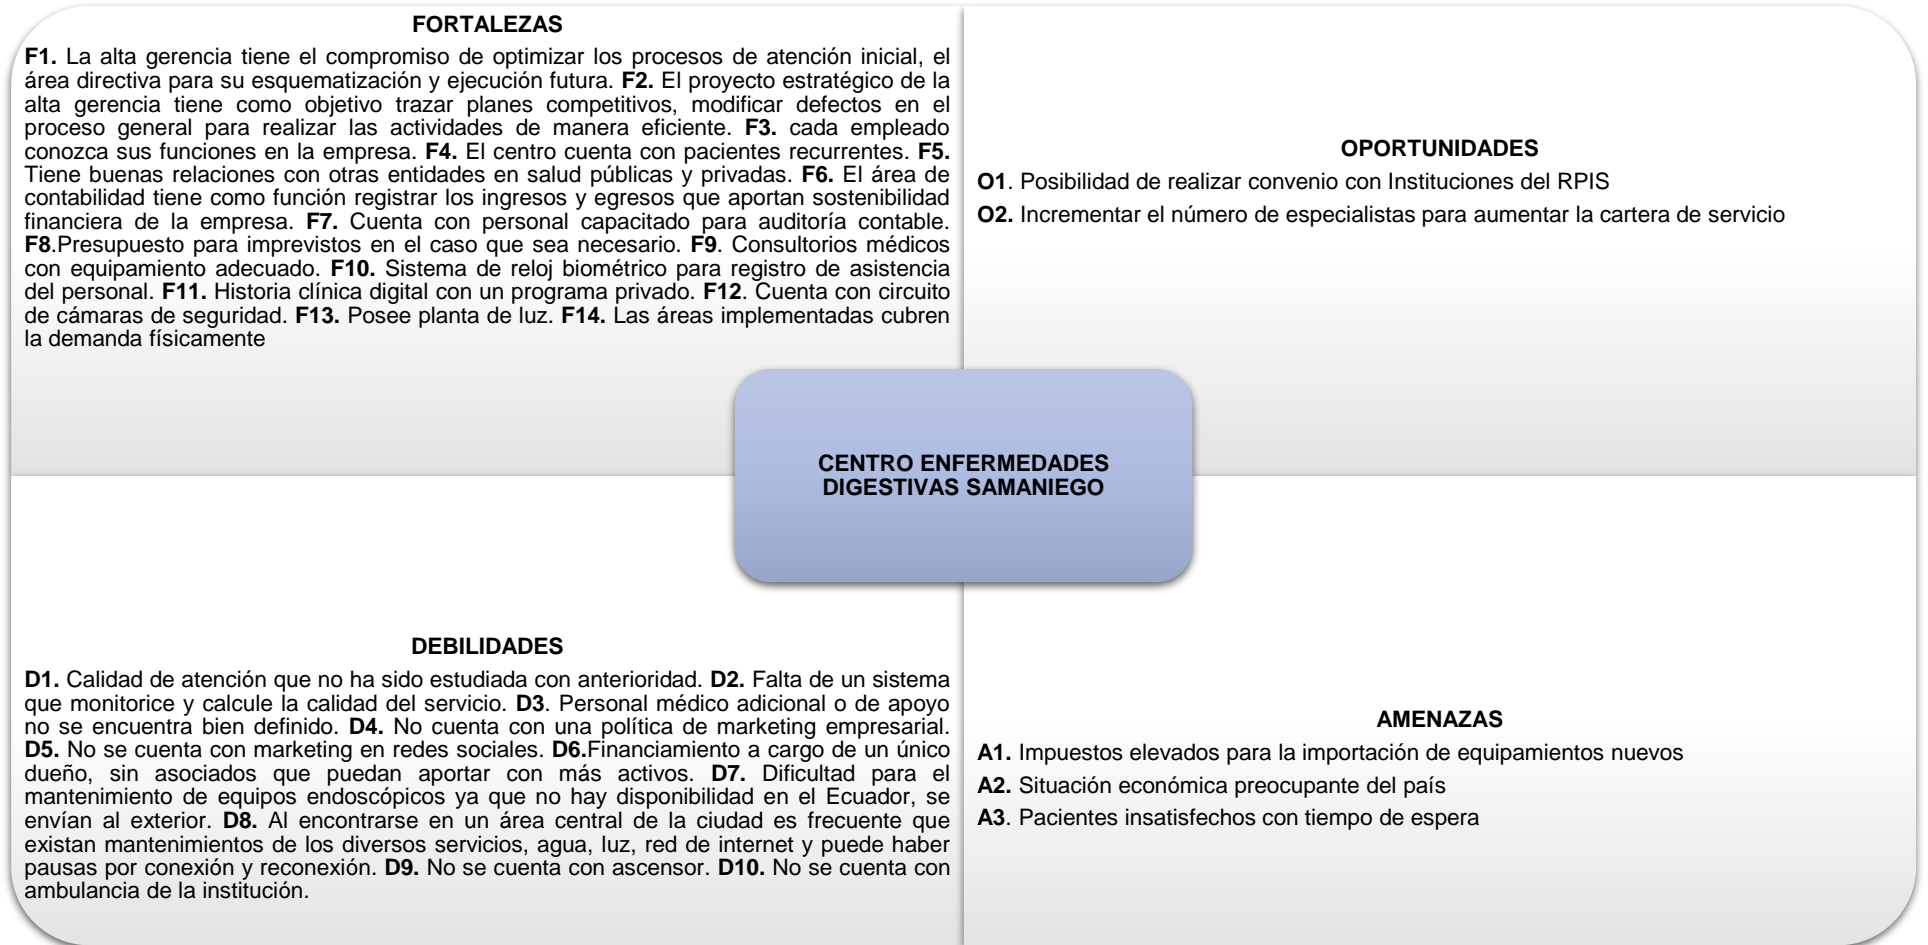 FORTALEZAS
F1. La alta gerencia tiene el compromiso de optimizar los procesos de atención inicial, el
área directiva para su esquematización y ejecución futura. F2. El proyecto estratégico de la
alta gerencia tiene como objetivo trazar planes competitivos, modificar defectos en el
proceso general para realizar las actividades de manera eficiente. F3. cada empleado
conozca sus funciones en la empresa. F4. El centro cuenta con pacientes recurrentes. F5.
Tiene buenas relaciones con otras entidades en salud públicas y privadas. F6. El área de
contabilidad tiene como función registrar los ingresos y egresos que aportan sostenibilidad
financiera de la empresa. F7. Cuenta con personal capacitado para auditoría contable.
F8.Presupuesto para imprevistos en el caso que sea necesario. F9. Consultorios médicos
con equipamiento adecuado. F10. Sistema de reloj biométrico para registro de asistencia
del personal. F11. Historia clínica digital con un programa privado. F12. Cuenta con circuito
de cámaras de seguridad. F13. Posee planta de luz. F14. Las áreas implementadas cubren
la demanda físicamente
OPORTUNIDADES
O1. Posibilidad de realizar convenio con Instituciones del RPIS
O2. Incrementar el número de especialistas para aumentar la cartera de servicio
CENTRO ENFERMEDADES
DIGESTIVAS SAMANIEGO
DEBILIDADES
D1. Calidad de atención que no ha sido estudiada con anterioridad. D2. Falta de un sistema
que monitorice y calcule la calidad del servicio. D3. Personal médico adicional o de apoyo
no se encuentra bien definido. D4. No cuenta con una política de marketing empresarial.
D5. No se cuenta con marketing en redes sociales. D6.Financiamiento a cargo de un único
dueño, sin asociados que puedan aportar con más activos. D7. Dificultad para el
mantenimiento de equipos endoscópicos ya que no hay disponibilidad en el Ecuador, se
envían al exterior. D8. Al encontrarse en un área central de la ciudad es frecuente que
existan mantenimientos de los diversos servicios, agua, luz, red de internet y puede haber
pausas por conexión y reconexión. D9. No se cuenta con ascensor. D10. No se cuenta con
ambulancia de la institución.
AMENAZAS
A1. Impuestos elevados para la importación de equipamientos nuevos
A2. Situación económica preocupante del país
A3. Pacientes insatisfechos con tiempo de espera